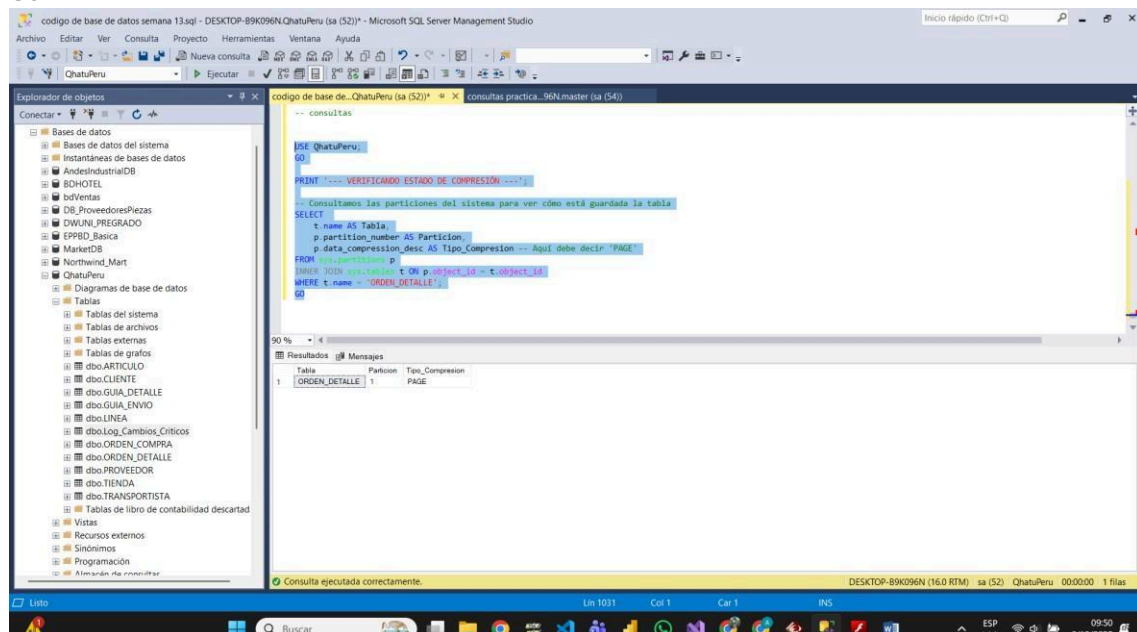 codigo de base de datos semana 13.sql - DESKTOP-B9K096N.QhatuPeru (sa (52))* - Microsoft SQL Server Management Studio
Inicio rápido (Ctrl+Q)
Archivo Editar Ver Consulta Proyecto Herramientas Ventana Ayuda
Nueva consulta
QhatuPeru
Ejecutar
Explorador de objetos
codigo de base de...QhatuPeru (sa (52))*
consultas practica...96N.master (sa (54))
Conectar
Bases de datos
Bases de datos del sistema
Instantáneas de bases de datos
AndesIndustrialDB
BDHOTEL
bdVentas
DB_ProveedoresPiezas
DWUNI_PREGRADO
EPPBD_Basica
MarketDB
Northwind_Mart
QhatuPeru
Diagramas de base de datos
Tablas
Tablas del sistema
Tablas de archivos
Tablas externas
Tablas de grafos
dbo.ARTICULO
dbo.CLIENTE
dbo.GUIA_DETALLE
dbo.GUIA_ENVIO
dbo.LINEA
dbo.Log_Cambios_Criticos
dbo.ORDEN_COMPRA
dbo.ORDEN_DETALLE
dbo.PROVEEDOR
dbo.TIENDA
dbo.TRANSPORTISTA
Tablas de libro de contabilidad descartad
Vistas
Recursos externos
Sinónimos
Programación
Almacén de consultas
-- consultas
USE QhatuPeru;
GO
PRINT '--- VERIFICANDO ESTADO DE COMPRESIÓN ---';
-- Consultamos las particiones del sistema para ver cómo está guardada la tabla
SELECT
t.name AS Tabla,
p.partition_number AS Particion,
p.data_compression_desc AS Tipo_Compresion -- Aquí debe decir 'PAGE'
FROM sys.partitions p
INNER JOIN sys.tables t ON p.object_id = t.object_id
WHERE t.name = 'ORDEN_DETALLE';
GO
90 %
Resultados Mensajes
Tabla Particion Tipo_Compresion
1 ORDEN_DETALLE 1 PAGE
Consulta ejecutada correctamente.
DESKTOP-B9K096N (16.0 RTM) sa (52) QhatuPeru 00:00:00 1 filas
Listo
Lín 1031 Col 1 Car 1 INS
Buscar
ESP
09:50